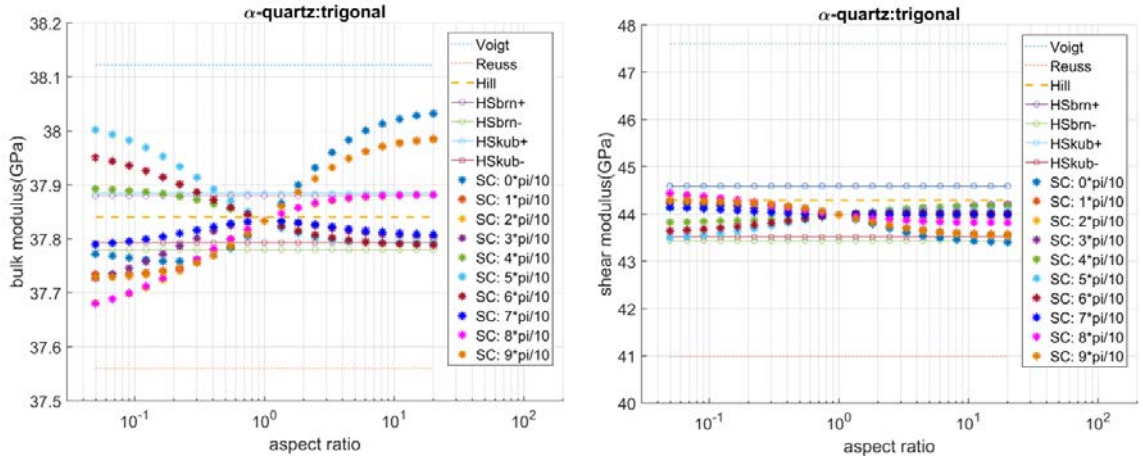 α-quartz:trigonal
38.2
38.1
38
37.9
37.8
37.7
37.6
37.5
bulk modulus(GPa)
10-1
100
101
102
aspect ratio
Voigt
Reuss
Hill
HSbrn+
HSbrn-
HSkub+
HSkub-
SC: 0*pi/10
SC: 1*pi/10
SC: 2*pi/10
SC: 3*pi/10
SC: 4*pi/10
SC: 5*pi/10
SC: 6*pi/10
SC: 7*pi/10
SC: 8*pi/10
SC: 9*pi/10
α-quartz:trigonal
48
47
46
45
44
43
42
41
40
shear modulus(GPa)
10-1
100
101
102
aspect ratio
Voigt
Reuss
Hill
HSbrn+
HSbrn-
HSkub+
HSkub-
SC: 0*pi/10
SC: 1*pi/10
SC: 2*pi/10
SC: 3*pi/10
SC: 4*pi/10
SC: 5*pi/10
SC: 6*pi/10
SC: 7*pi/10
SC: 8*pi/10
SC: 9*pi/10